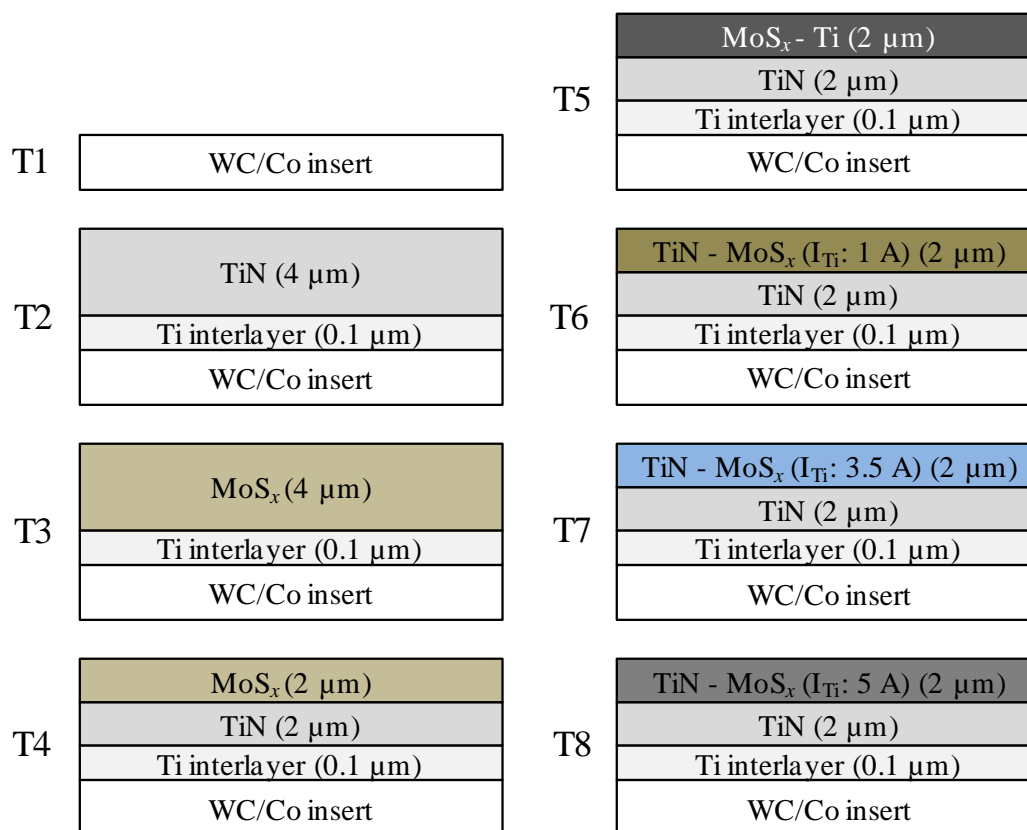 T1
WC/Co insert
T2
TiN (4 µm)
Ti interlayer (0.1 µm)
WC/Co insert
T3
MoSx (4 µm)
Ti interlayer (0.1 µm)
WC/Co insert
T4
MoSx (2 µm)
TiN (2 µm)
Ti interlayer (0.1 µm)
WC/Co insert
T5
MoSx - Ti (2 µm)
TiN (2 µm)
Ti interlayer (0.1 µm)
WC/Co insert
T6
TiN - MoSx (ITi: 1 A) (2 µm)
TiN (2 µm)
Ti interlayer (0.1 µm)
WC/Co insert
T7
TiN - MoSx (ITi: 3.5 A) (2 µm)
TiN (2 µm)
Ti interlayer (0.1 µm)
WC/Co insert
T8
TiN - MoSx (ITi: 5 A) (2 µm)
TiN (2 µm)
Ti interlayer (0.1 µm)
WC/Co insert